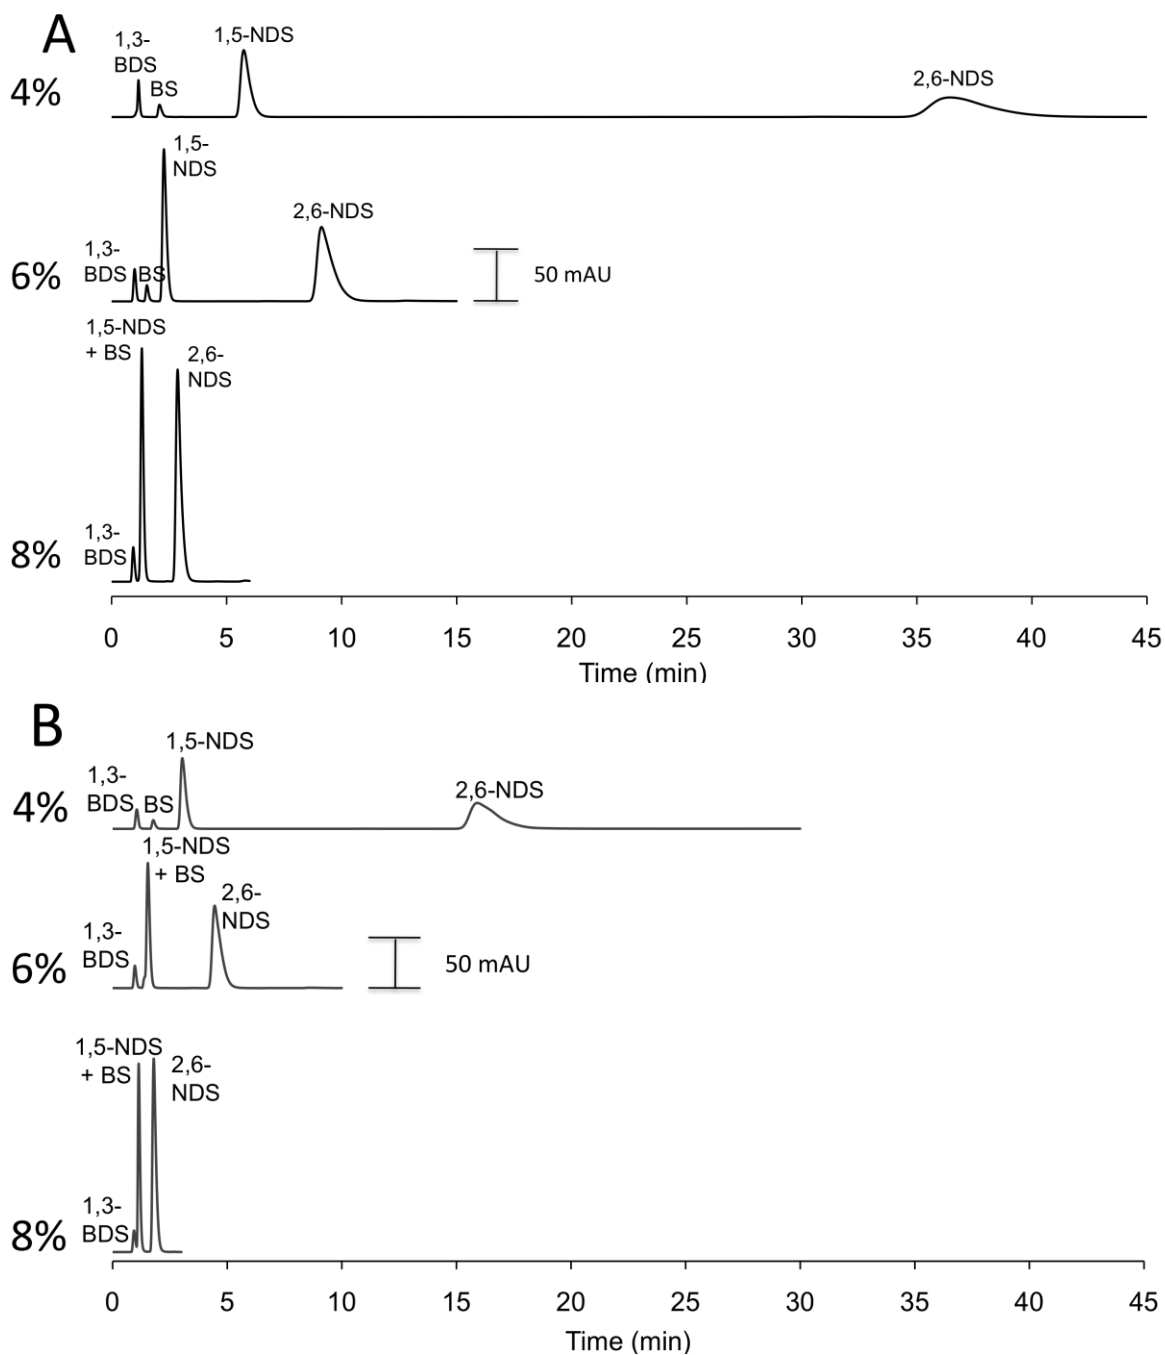 A
4%
1,3-
BDS
BS
1,5-NDS
2,6-NDS
6%
1,3-
BDS
BS
1,5-
NDS
2,6-NDS
50 mAU
8%
1,3-
BDS
1,5-NDS
+ BS
2,6-
NDS
0 5 10 15 20 25 30 35 40 45
Time (min)
B
4%
1,3-
BDS
BS
1,5-NDS
2,6-NDS
6%
1,3-
BDS
1,5-NDS
+ BS
2,6-
NDS
50 mAU
8%
1,3-
BDS
1,5-NDS
+ BS
2,6-
NDS
0 5 10 15 20 25 30 35 40 45
Time (min)